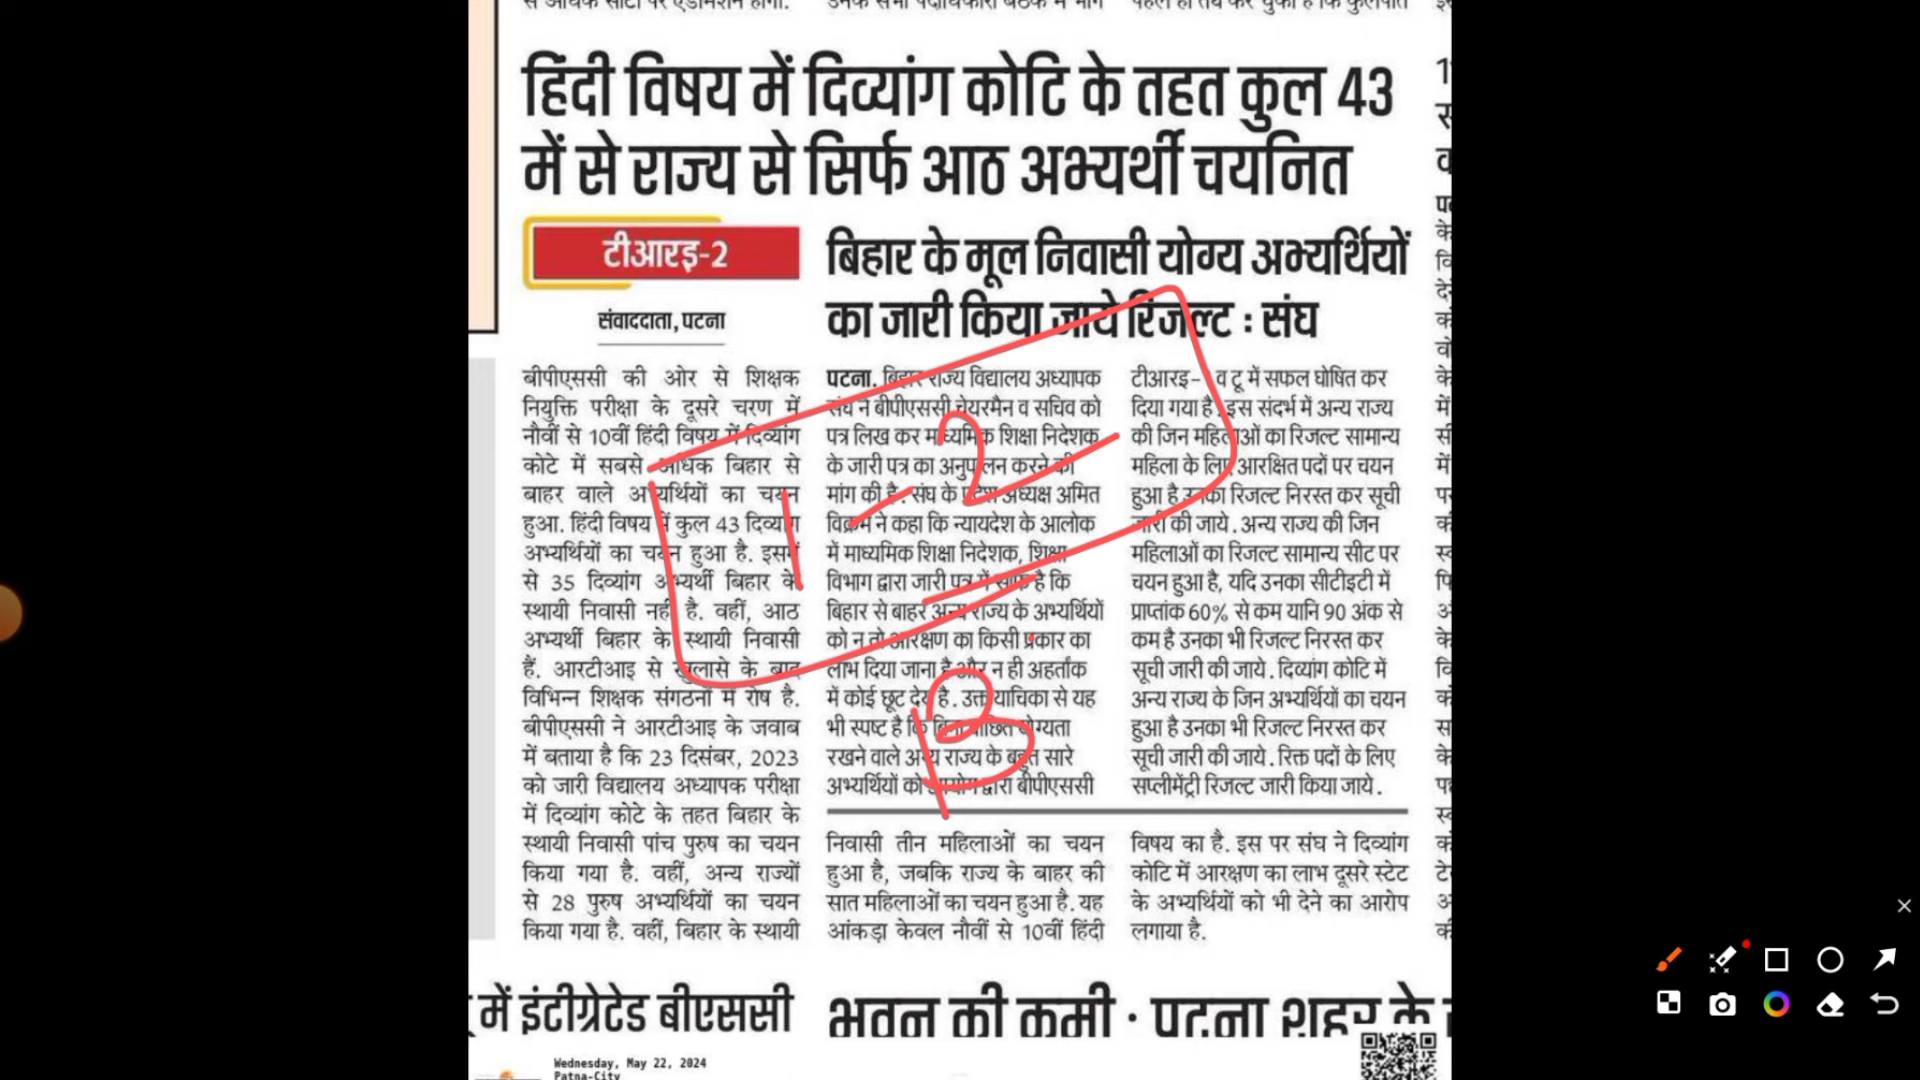 हिंदी विषय में दिव्यांग कोटि के तहत कुल 43
में से राज्य से सिर्फ आठ अभ्यर्थी चयनित
टीआरइ-2
संवाददाता, पटना
बीपीएससी की ओर से शिक्षक
नियुक्ति परीक्षा के दूसरे चरण में
नौवीं से 10वीं हिंदी विषय में दिव्यांग
कोटे में सबसे अधिक बिहार से
बाहर वाले अभ्यर्थियों का चयन
हुआ. हिंदी विषय में कुल 43 दिव्यांग
अभ्यर्थियों का चयन हुआ है. इसमें
से 35 दिव्यांग अभ्यर्थी बिहार के
स्थायी निवासी नहीं है. वहीं, आठ
अभ्यर्थी बिहार के स्थायी निवासी
हैं. आरटीआइ से खुलासे के बाद
विभिन्न शिक्षक संगठनों में रोष है.
बीपीएससी ने आरटीआइ के जवाब
में बताया है कि 23 दिसंबर, 2023
को जारी विद्यालय अध्यापक परीक्षा
में दिव्यांग कोटे के तहत बिहार के
स्थायी निवासी पांच पुरुष का चयन
किया गया है. वहीं, अन्य राज्यों
से 28 पुरुष अभ्यर्थियों का चयन
किया गया है. वहीं, बिहार के स्थायी
बिहार के मूल निवासी योग्य अभ्यर्थियों
का जारी किया जाये रिजल्ट : संघ
पटना. बिहार राज्य विद्यालय अध्यापक
संघ ने बीपीएससी चेयरमैन व सचिव को
पत्र लिख कर माध्यमिक शिक्षा निदेशक
के जारी पत्र का अनुपालन करने की
मांग की है. संघ के प्रदेश अध्यक्ष अमित
विक्रम ने कहा कि न्यायदेश के आलोक
में माध्यमिक शिक्षा निदेशक, शिक्षा
विभाग द्वारा जारी पत्र में साफ है कि
बिहार से बाहर अन्य राज्य के अभ्यर्थियों
को न तो आरक्षण का किसी प्रकार का
लाभ दिया जाना है और न ही अहर्तांक
में कोई छूट देय है. उक्त याचिका से यह
भी स्पष्ट है कि बिना वांछित योग्यता
रखने वाले अन्य राज्य के बहुत सारे
अभ्यर्थियों को आयोग द्वारा बीपीएससी
टीआरइ- व टू में सफल घोषित कर
दिया गया है. इस संदर्भ में अन्य राज्य
की जिन महिलाओं का रिजल्ट सामान्य
महिला के लिए आरक्षित पदों पर चयन
हुआ है उनका रिजल्ट निरस्त कर सूची
जारी की जाये. अन्य राज्य की जिन
महिलाओं का रिजल्ट सामान्य सीट पर
चयन हुआ है, यदि उनका सीटीइटी में
प्राप्तांक 60% से कम यानि 90 अंक से
कम है उनका भी रिजल्ट निरस्त कर
सूची जारी की जाये. दिव्यांग कोटि में
अन्य राज्य के जिन अभ्यर्थियों का चयन
हुआ है उनका भी रिजल्ट निरस्त कर
सूची जारी की जाये. रिक्त पदों के लिए
सप्लीमेंट्री रिजल्ट जारी किया जाये.
निवासी तीन महिलाओं का चयन
हुआ है, जबकि राज्य के बाहर की
सात महिलाओं का चयन हुआ है. यह
आंकड़ा केवल नौवीं से 10वीं हिंदी
विषय का है. इस पर संघ ने दिव्यांग
कोटि में आरक्षण का लाभ दूसरे स्टेट
के अभ्यर्थियों को भी देने का आरोप
लगाया है.
1 - 2
B
में इंटीग्रेटेड बीएससी
भवन की कमी : पटना शहर के
Wednesday, May 22, 2024
Patna-City